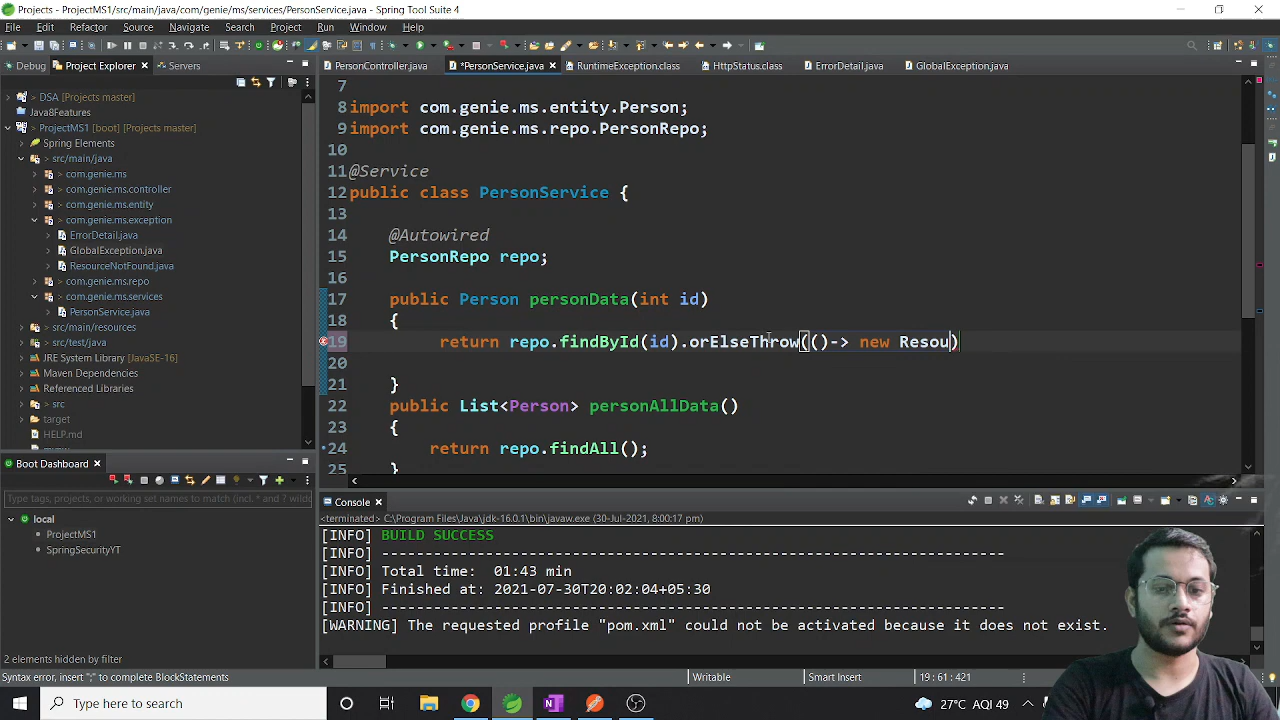 Projects - ProjectMS1/src/main/java/com/genie/ms/services/PersonService.java - Spring Tool Suite 4
File Edit Source Refactor Navigate Search Project Run Window Help
Debug Project Explorer Servers
PersonController.java *PersonService.java RuntimeException.class HttpStatus.class ErrorDetail.java GlobalException.java
DSA [Projects master]
Java8Features
ProjectMS1 [boot] [Projects master]
Spring Elements
src/main/java
com.genie.ms
com.genie.ms.controller
com.genie.ms.entity
com.genie.ms.exception
ErrorDetail.java
GlobalException.java
ResourceNotFound.java
com.genie.ms.repo
com.genie.ms.services
PersonService.java
src/main/resources
src/test/java
JRE System Library [JavaSE-16]
Maven Dependencies
src
target
HELP.md
7
8 import com.genie.ms.entity.Person;
9 import com.genie.ms.repo.PersonRepo;
10
11 @Service
12 public class PersonService {
13
14 @Autowired
15 PersonRepo repo;
16
17 public Person personData(int id)
18 {
19 return repo.findById(id).orElseThrow(()-> new Resou)
20
21 }
22 public List<Person> personAllData()
23 {
24 return repo.findAll();
25 }
Boot Dashboard
Type tags, projects, or working set names to match (incl. * and ? wild
local
ProjectMS1
SpringSecurityYT
2 elements hidden by filter
Console
<terminated> C:\Program Files\Java\jdk-16.0.1\bin\javaw.exe (30-Jul-2021, 8:00:17 pm)
[INFO] BUILD SUCCESS
[INFO] ------------------------------------------------------------------------
[INFO] Total time:  01:43 min
[INFO] Finished at: 2021-07-30T20:02:04+05:30
[INFO] ------------------------------------------------------------------------
[WARNING] The requested profile "pom.xml" could not be activated because it does not exist.
Syntax error, insert ";" to complete BlockStatements Writable Smart Insert 19 : 61 : 421
Type here to search 27°C AQI 49